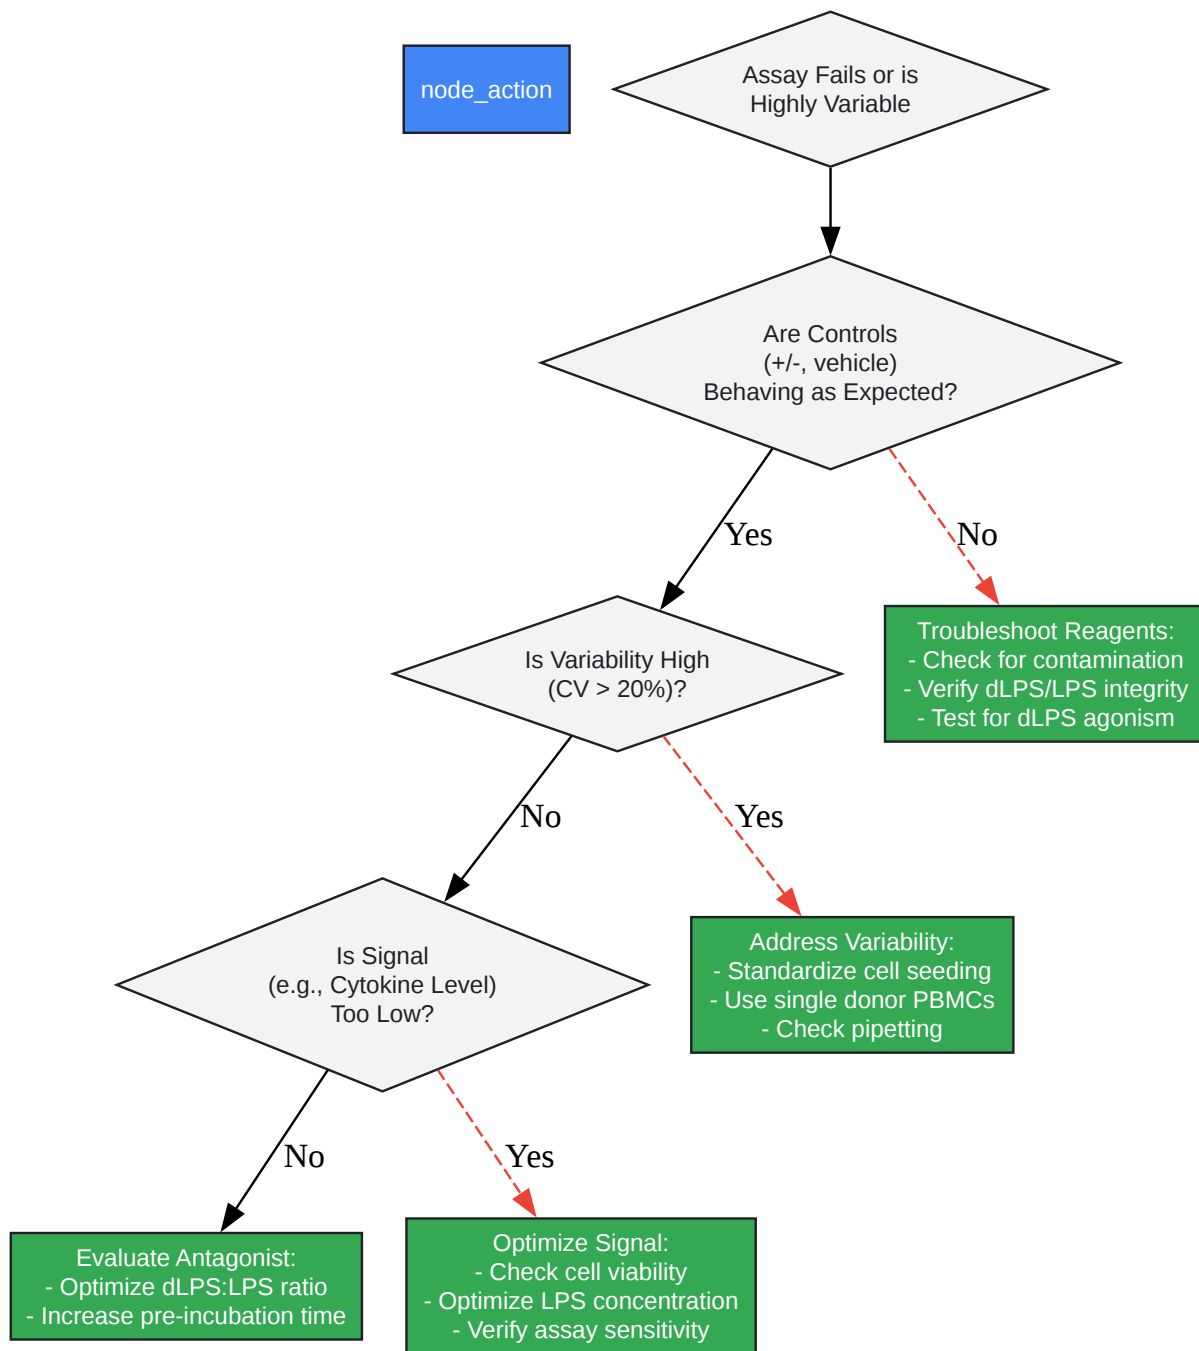 node_action
Assay Fails or is
Highly Variable
Are Controls
(+/-, vehicle)
Behaving as Expected?
Yes
No
Is Variability High
(CV > 20%)?
Troubleshoot Reagents:
- Check for contamination
- Verify dLPS/LPS integrity
- Test for dLPS agonism
No
Yes
Is Signal
(e.g., Cytokine Level)
Too Low?
Address Variability:
- Standardize cell seeding
- Use single donor PBMCs
- Check pipetting
No
Yes
Evaluate Antagonist:
- Optimize dLPS:LPS ratio
- Increase pre-incubation time
Optimize Signal:
- Check cell viability
- Optimize LPS concentration
- Verify assay sensitivity